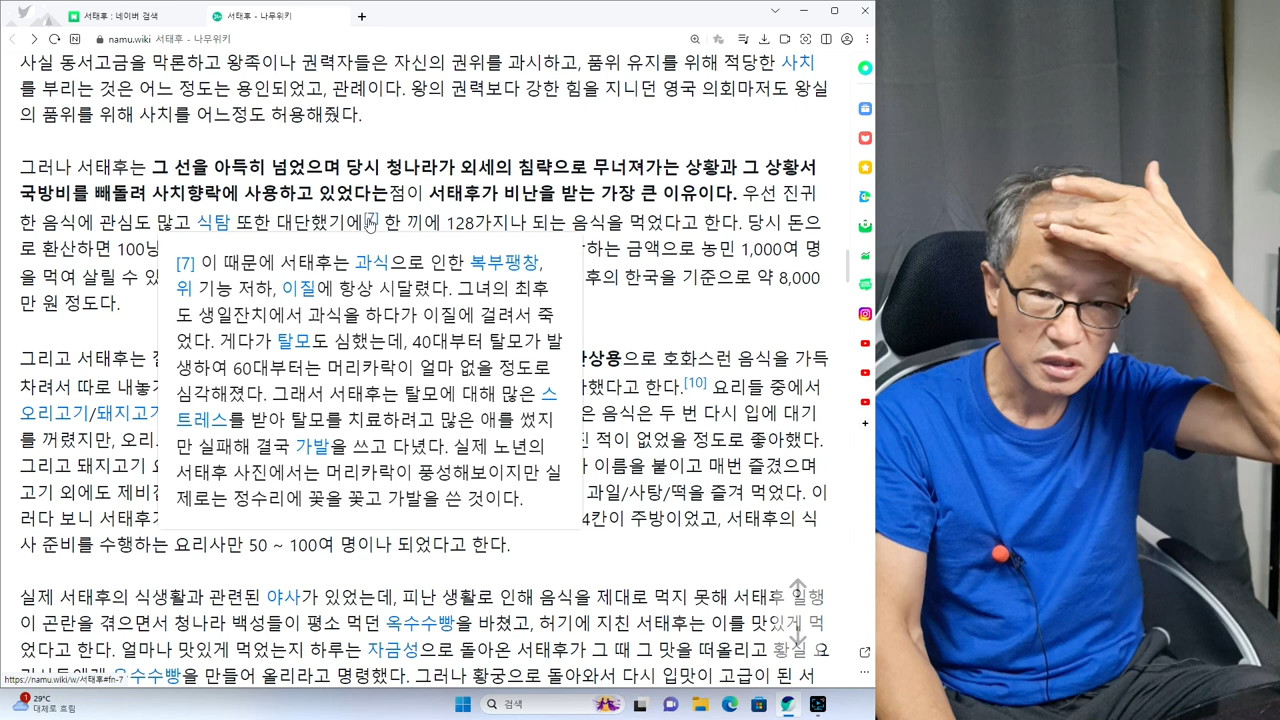 서태후 : 네이버 검색
서태후 - 나무위키
namu.wiki 서태후 - 나무위키
사실 동서고금을 막론하고 왕족이나 권력자들은 자신의 권위를 과시하고, 품위 유지를 위해 적당한 사치
를 부리는 것은 어느 정도는 용인되었고, 관례이다. 왕의 권력보다 강한 힘을 지니던 영국 의회마저도 왕실
의 품위를 위해 사치를 어느정도 허용해줬다.
그러나 서태후는 그 선을 아득히 넘었으며 당시 청나라가 외세의 침략으로 무너져가는 상황과 그 상황서
국방비를 빼돌려 사치향락에 사용하고 있었다는점이 서태후가 비난을 받는 가장 큰 이유이다. 우선 진귀
한 음식에 관심도 많고 식탐 또한 대단했기에[7] 한 끼에 128가지나 되는 음식을 먹었다고 한다. 당시 돈으
로 환산하면 100냥 하는 금액으로 농민 1,000여 명
을 먹여 살릴 수 있 후의 한국을 기준으로 약 8,000
만 원 정도다.
[7] 이 때문에 서태후는 과식으로 인한 복부팽창,
위 기능 저하, 이질에 항상 시달렸다. 그녀의 최후
도 생일잔치에서 과식을 하다가 이질에 걸려서 죽
었다. 게다가 탈모도 심했는데, 40대부터 탈모가 발
생하여 60대부터는 머리카락이 얼마 없을 정도로
심각해졌다. 그래서 서태후는 탈모에 대해 많은 스
트레스를 받아 탈모를 치료하려고 많은 애를 썼지
만 실패해 결국 가발을 쓰고 다녔다. 실제 노년의
서태후 사진에서는 머리카락이 풍성해보이지만 실
제로는 정수리에 꽃을 꽂고 가발을 쓴 것이다.
그리고 서태후는 관상용으로 호화스런 음식을 가득
차려서 따로 내놓기 했다고 한다.[10] 요리들 중에서
오리고기/돼지고기 은 음식은 두 번 다시 입에 대기
를 꺼렸지만, 오리 적이 없었을 정도로 좋아했다.
그리고 돼지고기 요 이름을 붙이고 매번 즐겼으며
고기 외에도 제비집 과일/사탕/떡을 즐겨 먹었다. 이
러다 보니 서태후 4칸이 주방이었고, 서태후의 식
사 준비를 수행하는 요리사만 50 ~ 100여 명이나 되었다고 한다.
실제 서태후의 식생활과 관련된 야사가 있었는데, 피난 생활로 인해 음식을 제대로 먹지 못해 서태후 일행
이 곤란을 겪으면서 청나라 백성들이 평소 먹던 옥수수빵을 바쳤고, 허기에 지친 서태후는 이를 맛있게 먹
었다고 한다. 얼마나 맛있게 먹었는지 하루는 자금성으로 돌아온 서태후가 그 때 그 맛을 떠올리고 황실 요
옥수수빵을 만들어 올리라고 명령했다. 그러나 황궁으로 돌아와서 다시 입맛이 고급이 된 서
https://namu.wiki/w/서태후#fn-7
1
29°C
대체로 흐림
검색